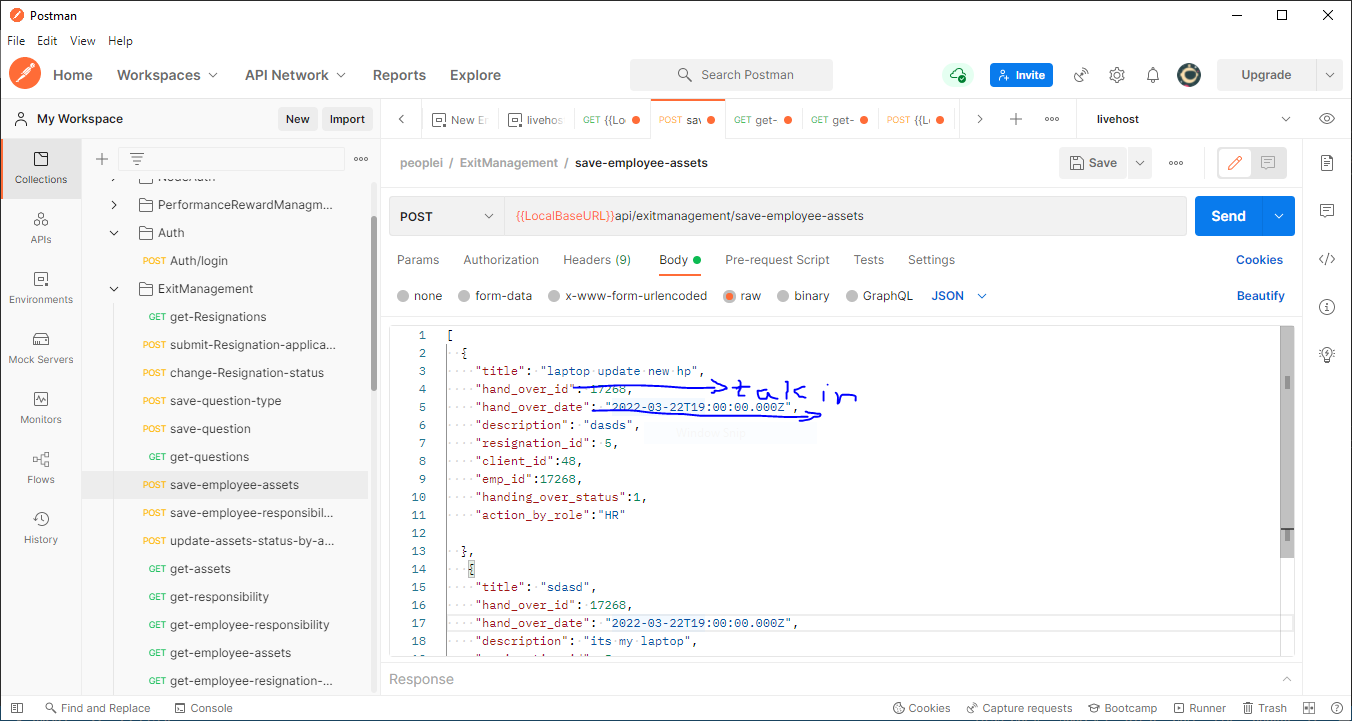 Postman
File Edit View Help
Home Workspaces API Network Reports Explore Search Postman Invite Upgrade
My Workspace New Import
New livehos GET {{Lo POST sav GET get- GET get- POST {{L livehost
Collections
APIs
Environments
Mock Servers
Monitors
Flows
History
PerformanceRewardManagm...
Auth
POST Auth/login
ExitManagement
GET get-Resignations
POST submit-Resignation-applica...
POST change-Resignation-status
POST save-question-type
POST save-question
GET get-questions
POST save-employee-assets
POST save-employee-responsibil...
POST update-assets-status-by-a...
GET get-assets
GET get-responsibility
GET get-employee-responsibility
GET get-employee-assets
GET get-employee-resignation-...
peoplei / ExitManagement / save-employee-assets Save
POST {{LocalBaseURL}}api/exitmanagement/save-employee-assets Send
Params Authorization Headers (9) Body Pre-request Script Tests Settings Cookies
none form-data x-www-form-urlencoded raw binary GraphQL JSON Beautify
1 [
2 {
3 "title": "laptop update new hp",
4 "hand_over_id": 17268,
talk in
5 "hand_over_date": "2022-03-22T19:00:00.000Z",
6 "description": "dasds",
7 "resignation_id": 5,
8 "client_id":48,
9 "emp_id":17268,
10 "handing_over_status":1,
11 "action_by_role":"HR"
12
13 },
14 {
15 "title": "sdasd",
16 "hand_over_id": 17268,
17 "hand_over_date": "2022-03-22T19:00:00.000Z",
18 "description": "its my laptop",
Response
Find and Replace Console Cookies Capture requests Bootcamp Runner Trash